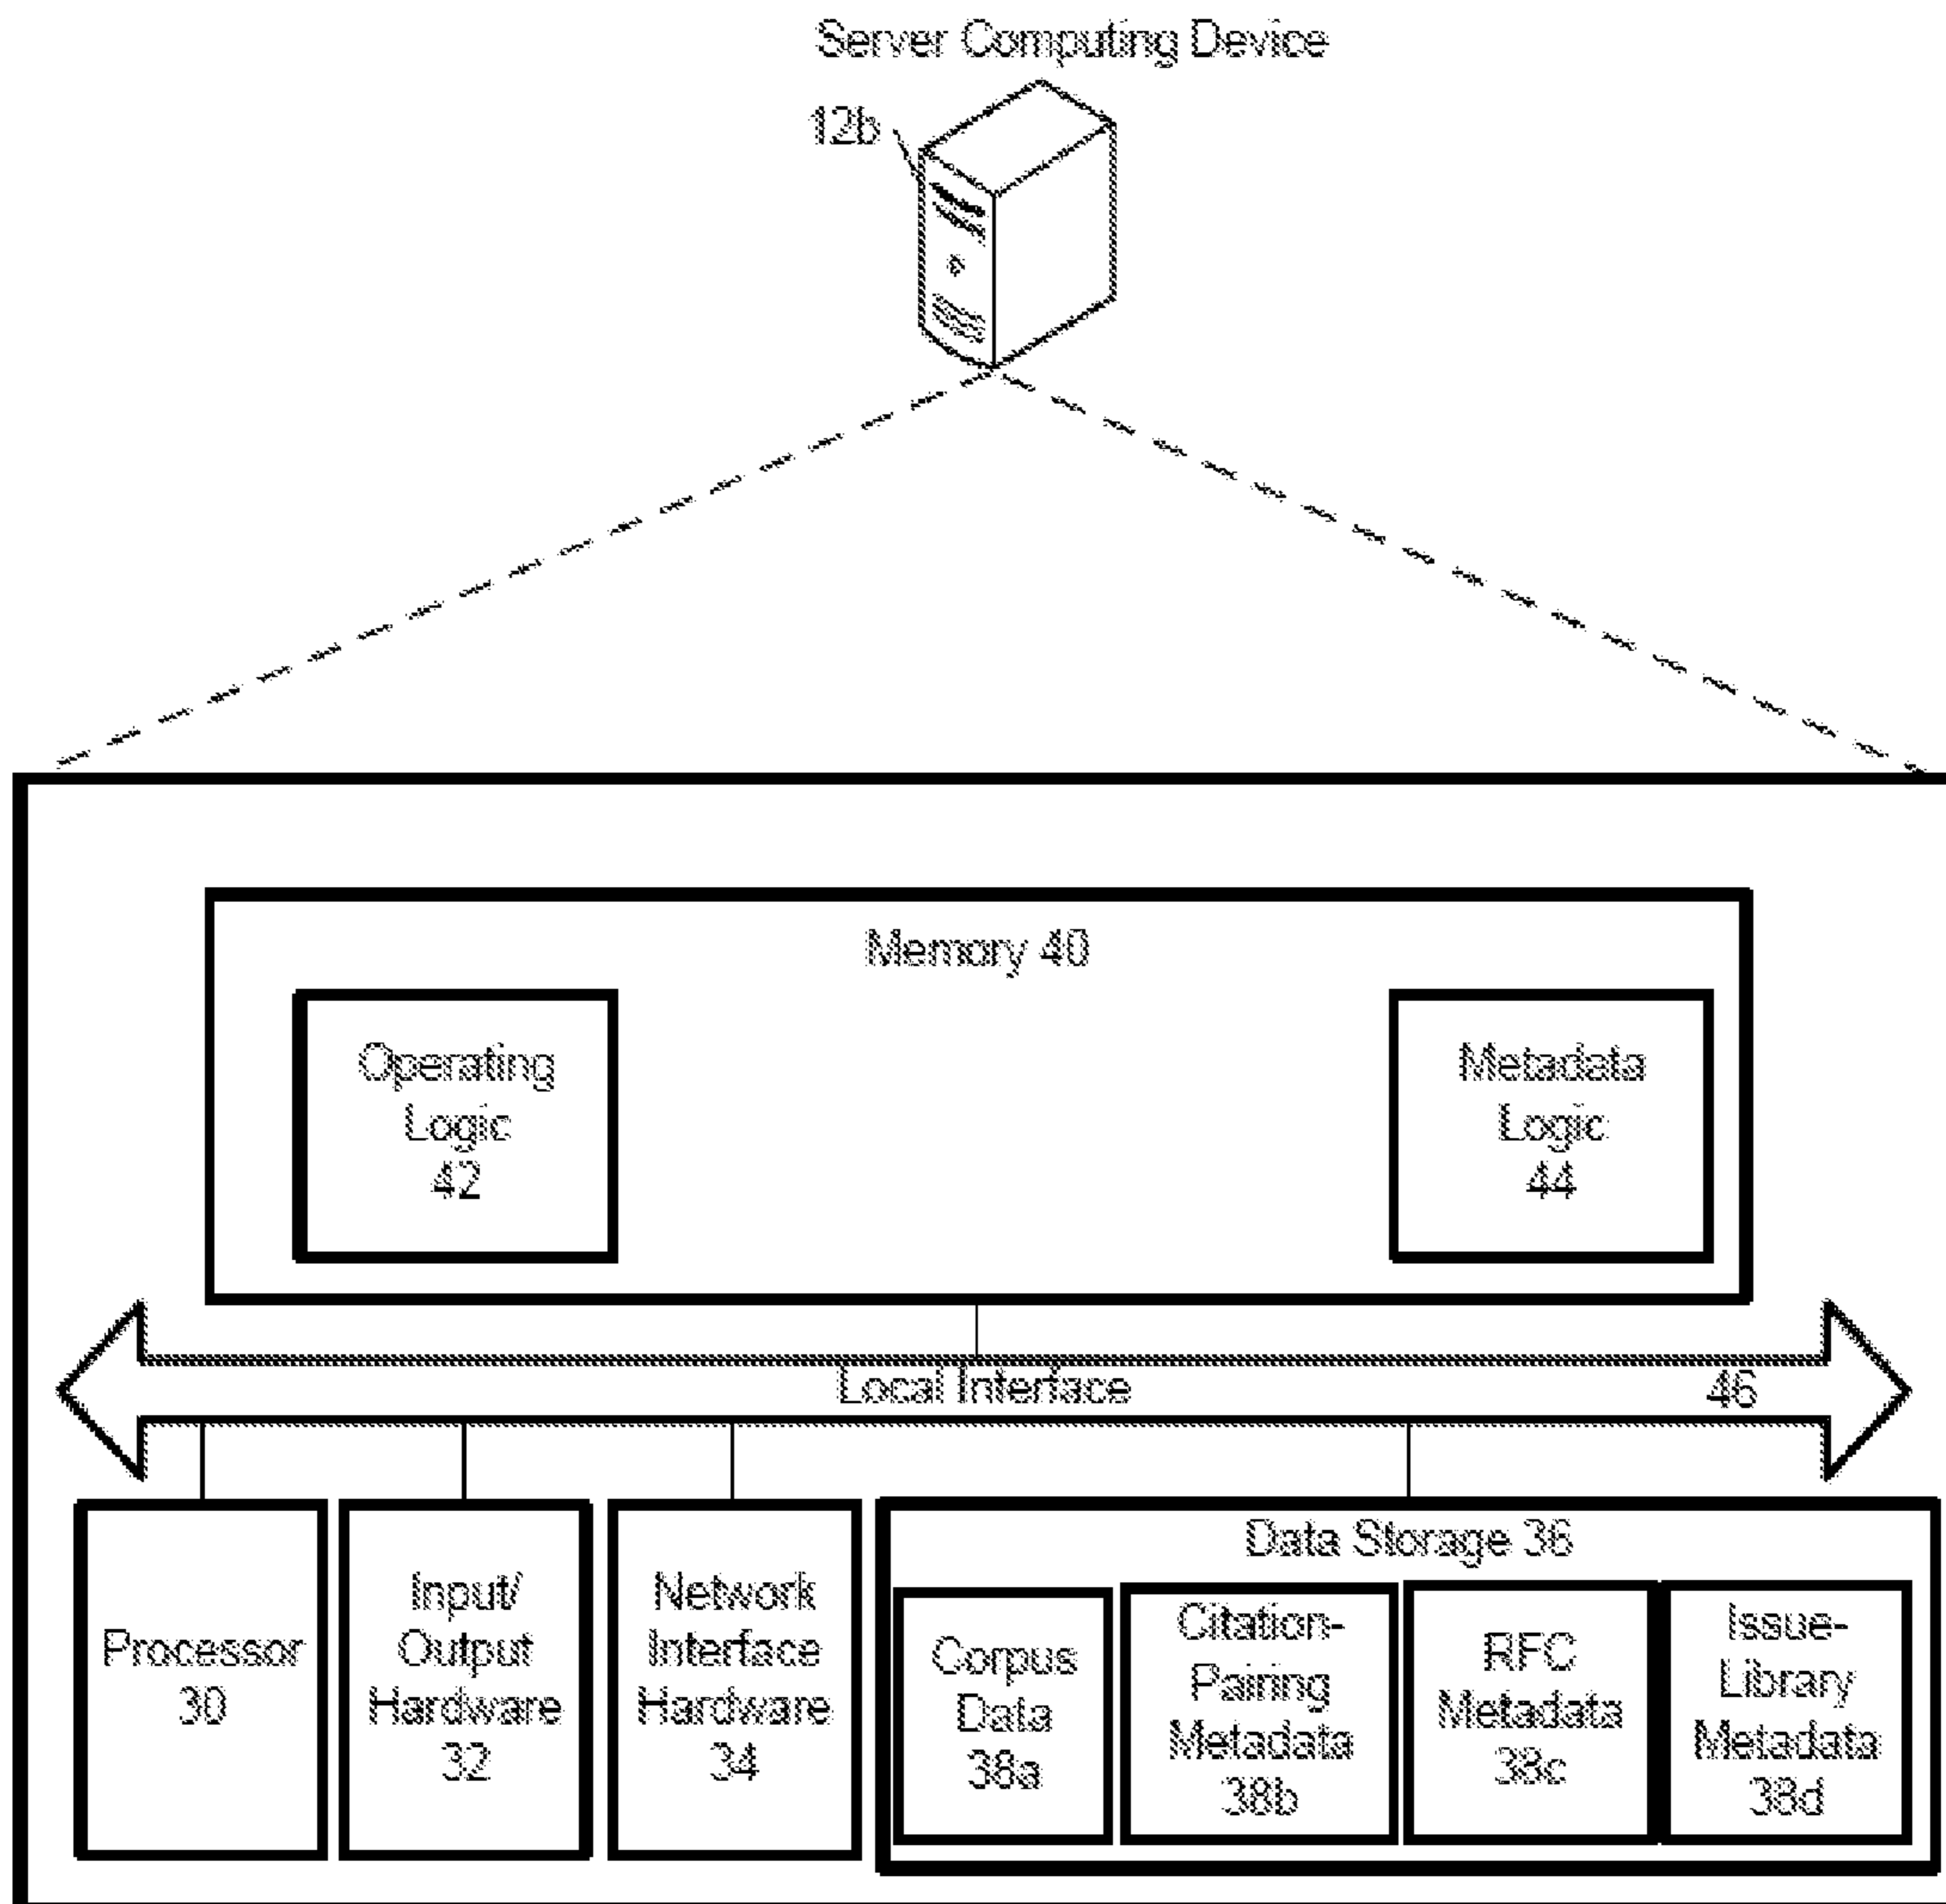 Server Computing Device
12b
Memory 40
Operating
Logic
42
Metadata
Logic
44
Local Interface
46
Processor
30
Input/
Output
Hardware
32
Network
Interface
Hardware
34
Data Storage 36
Corpus
Data
38a
Citation-
Pairing
Metadata
38b
RFC
Metadata
38c
Issue-
Library
Metadata
38d